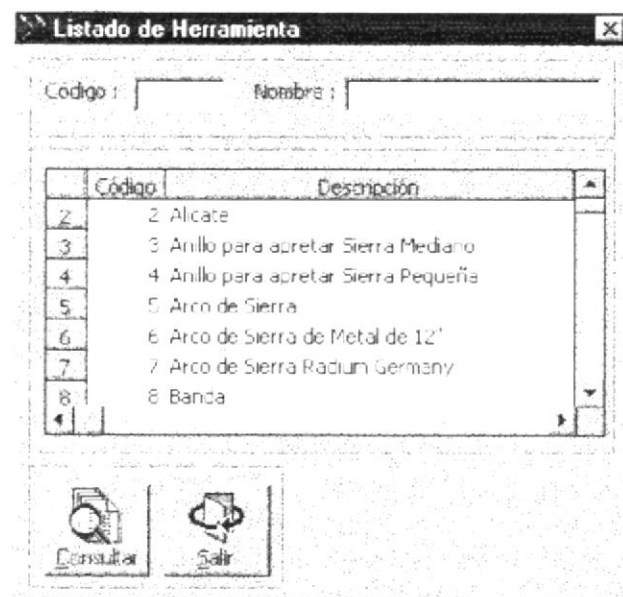 Listado de Herramienta
Código : Nombre :
Código Descripción
2 2 Alicate
3 3 Anillo para apretar Sierra Mediano
4 4 Anillo para apretar Sierra Pequeña
5 5 Arco de Sierra
6 6 Arco de Sierra de Metal de 12"
7 7 Arco de Sierra Radium Germany
8 8 Banda
Consultar Salir